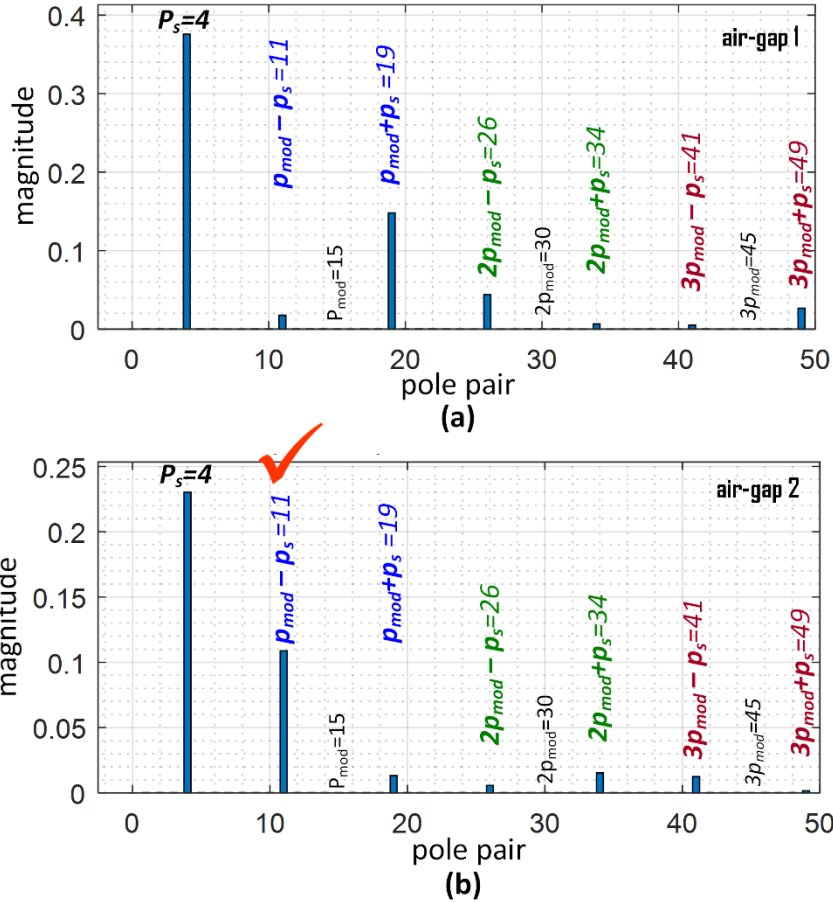 P_s=4
air-gap 1
p_mod − p_s=11
p_mod+p_s=19
2p_mod − p_s=26
2p_mod+p_s=34
3p_mod − p_s=41
3p_mod+p_s=49
P_mod=15
2p_mod=30
3p_mod=45
magnitude
0.4
0.3
0.2
0.1
0
0 10 20 30 40 50
pole pair
(a)
P_s=4
air-gap 2
p_mod − p_s=11
p_mod+p_s=19
2p_mod − p_s=26
2p_mod+p_s=34
3p_mod − p_s=41
3p_mod+p_s=49
P_mod=15
2p_mod=30
3p_mod=45
magnitude
0.25
0.2
0.15
0.1
0.05
0
0 10 20 30 40 50
pole pair
(b)